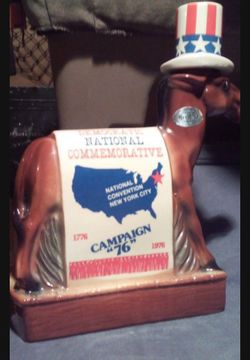 DEMOCRATIC
NATIONAL
COMMEMORATIVE
NATIONAL
CONVENTION
NEW YORK CITY
1776
1976
CAMPAIGN
"76"